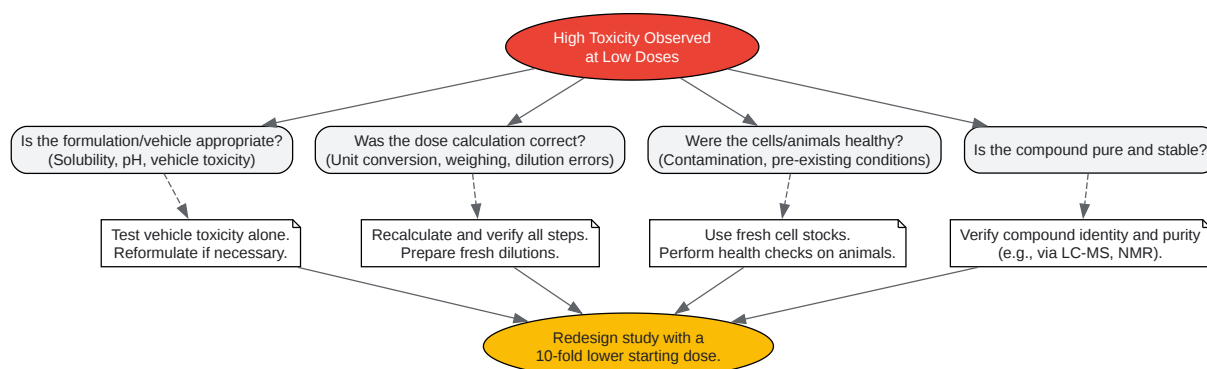 High Toxicity Observed
at Low Doses
Is the formulation/vehicle appropriate?
(Solubility, pH, vehicle toxicity)
Was the dose calculation correct?
(Unit conversion, weighing, dilution errors)
Were the cells/animals healthy?
(Contamination, pre-existing conditions)
Is the compound pure and stable?
Test vehicle toxicity alone.
Reformulate if necessary.
Recalculate and verify all steps.
Prepare fresh dilutions.
Use fresh cell stocks.
Perform health checks on animals.
Verify compound identity and purity
(e.g., via LC-MS, NMR).
Redesign study with a
10-fold lower starting dose.